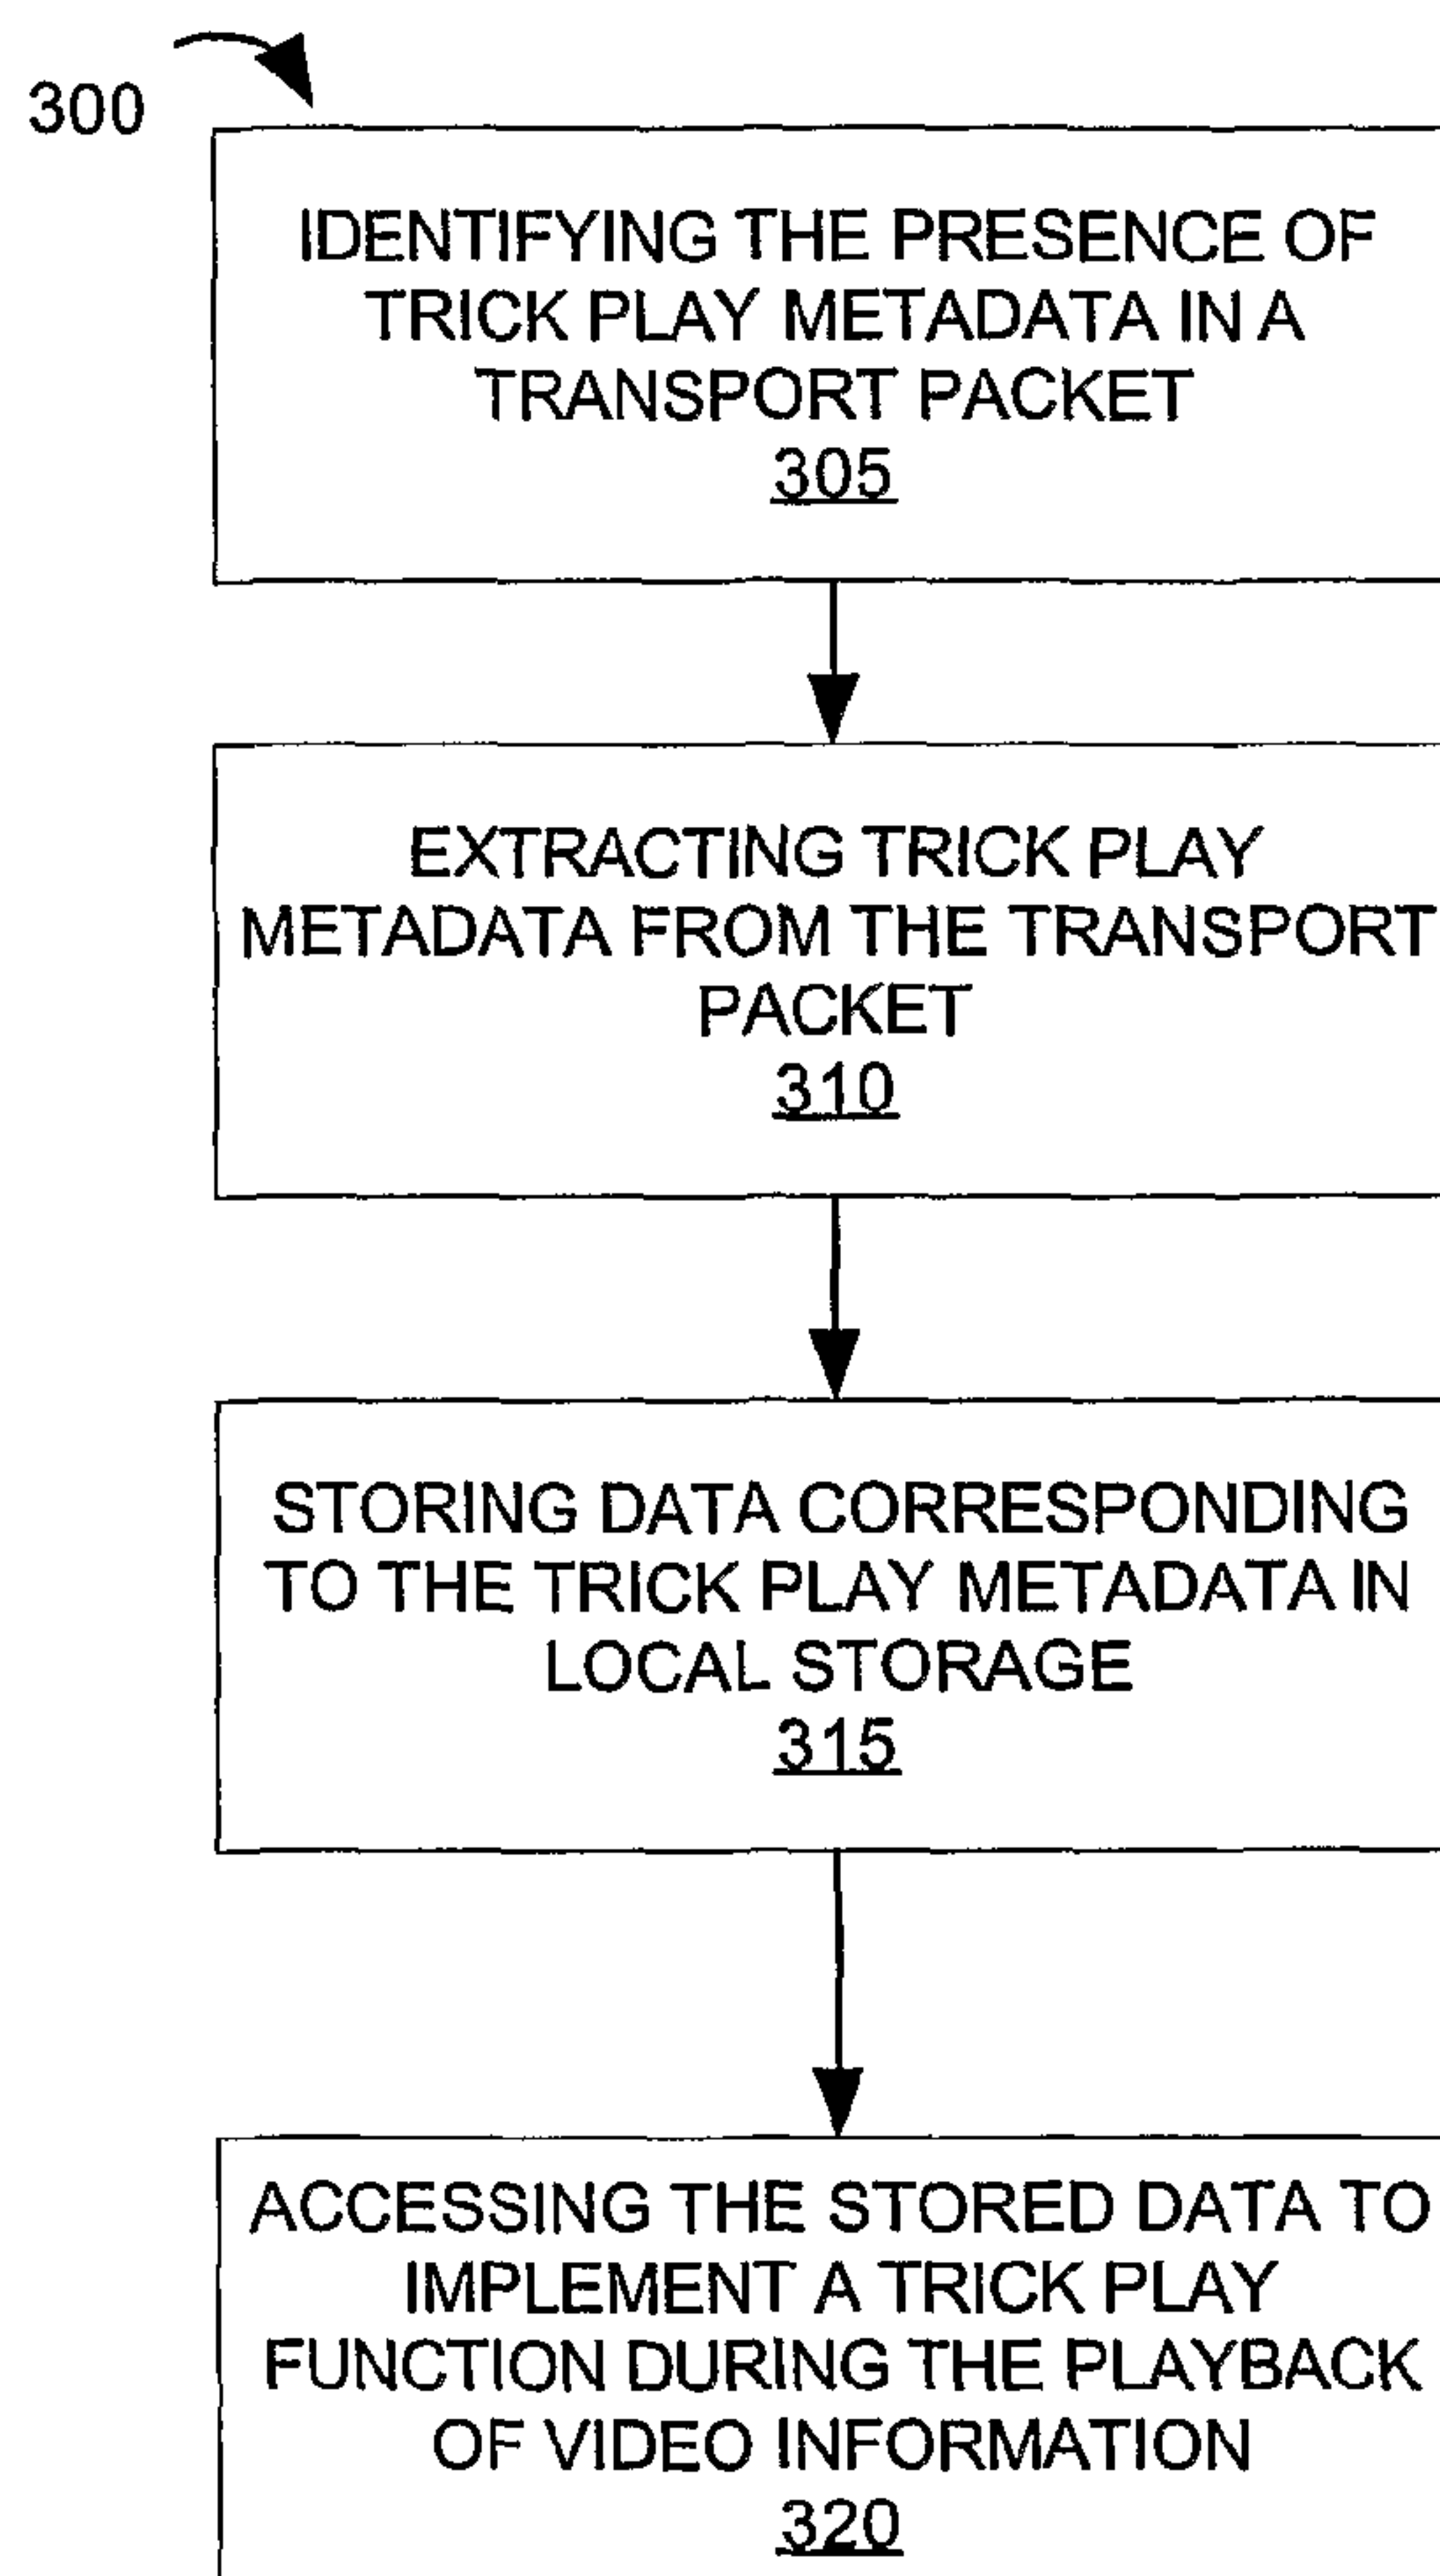 300
IDENTIFYING THE PRESENCE OF
TRICK PLAY METADATA IN A
TRANSPORT PACKET
305
EXTRACTING TRICK PLAY
METADATA FROM THE TRANSPORT
PACKET
310
STORING DATA CORRESPONDING
TO THE TRICK PLAY METADATA IN
LOCAL STORAGE
315
ACCESSING THE STORED DATA TO
IMPLEMENT A TRICK PLAY
FUNCTION DURING THE PLAYBACK
OF VIDEO INFORMATION
320